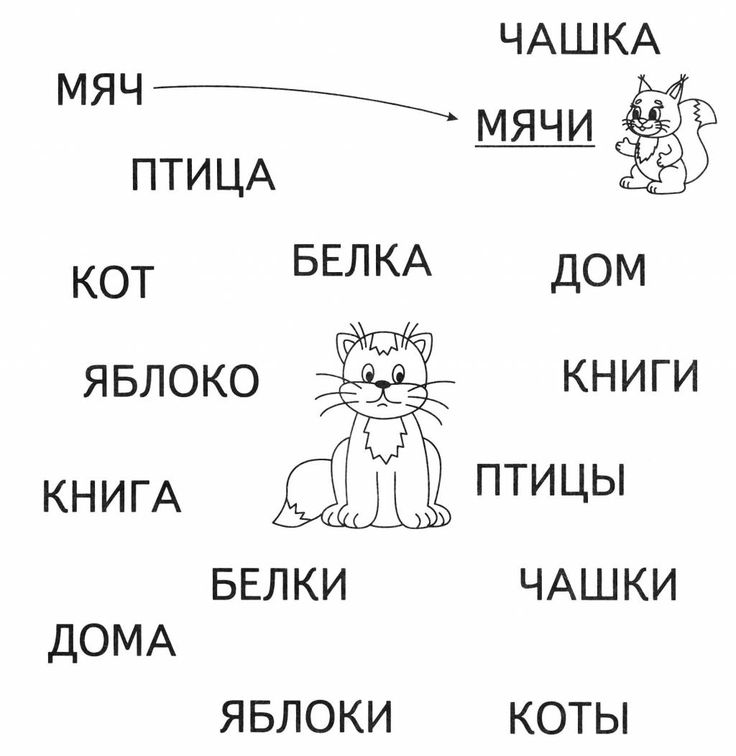 ЧАШКА
МЯЧ
МЯЧИ
ПТИЦА
БЕЛКА
ДОМ
КОТ
ЯБЛОКО
КНИГИ
КНИГА
ПТИЦЫ
БЕЛКИ
ЧАШКИ
ДОМА
ЯБЛОКИ
КОТЫ